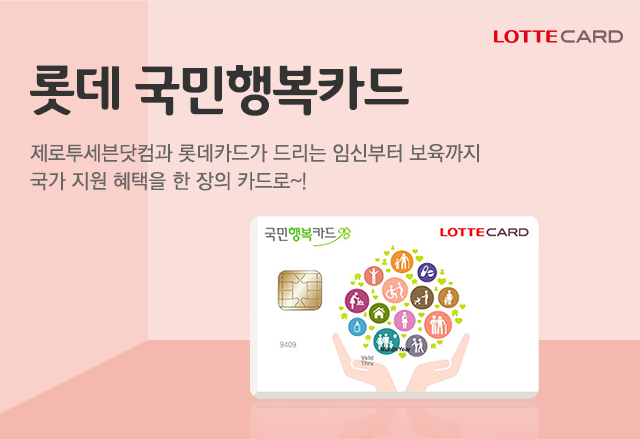 LOTTE CARD
롯데 국민행복카드
제로투세븐닷컴과 롯데카드가 드리는 임신부터 보육까지
국가 지원 혜택을 한 장의 카드로~!
국민행복카드
LOTTE CARD
9409
Month/Year
Valid
Thru